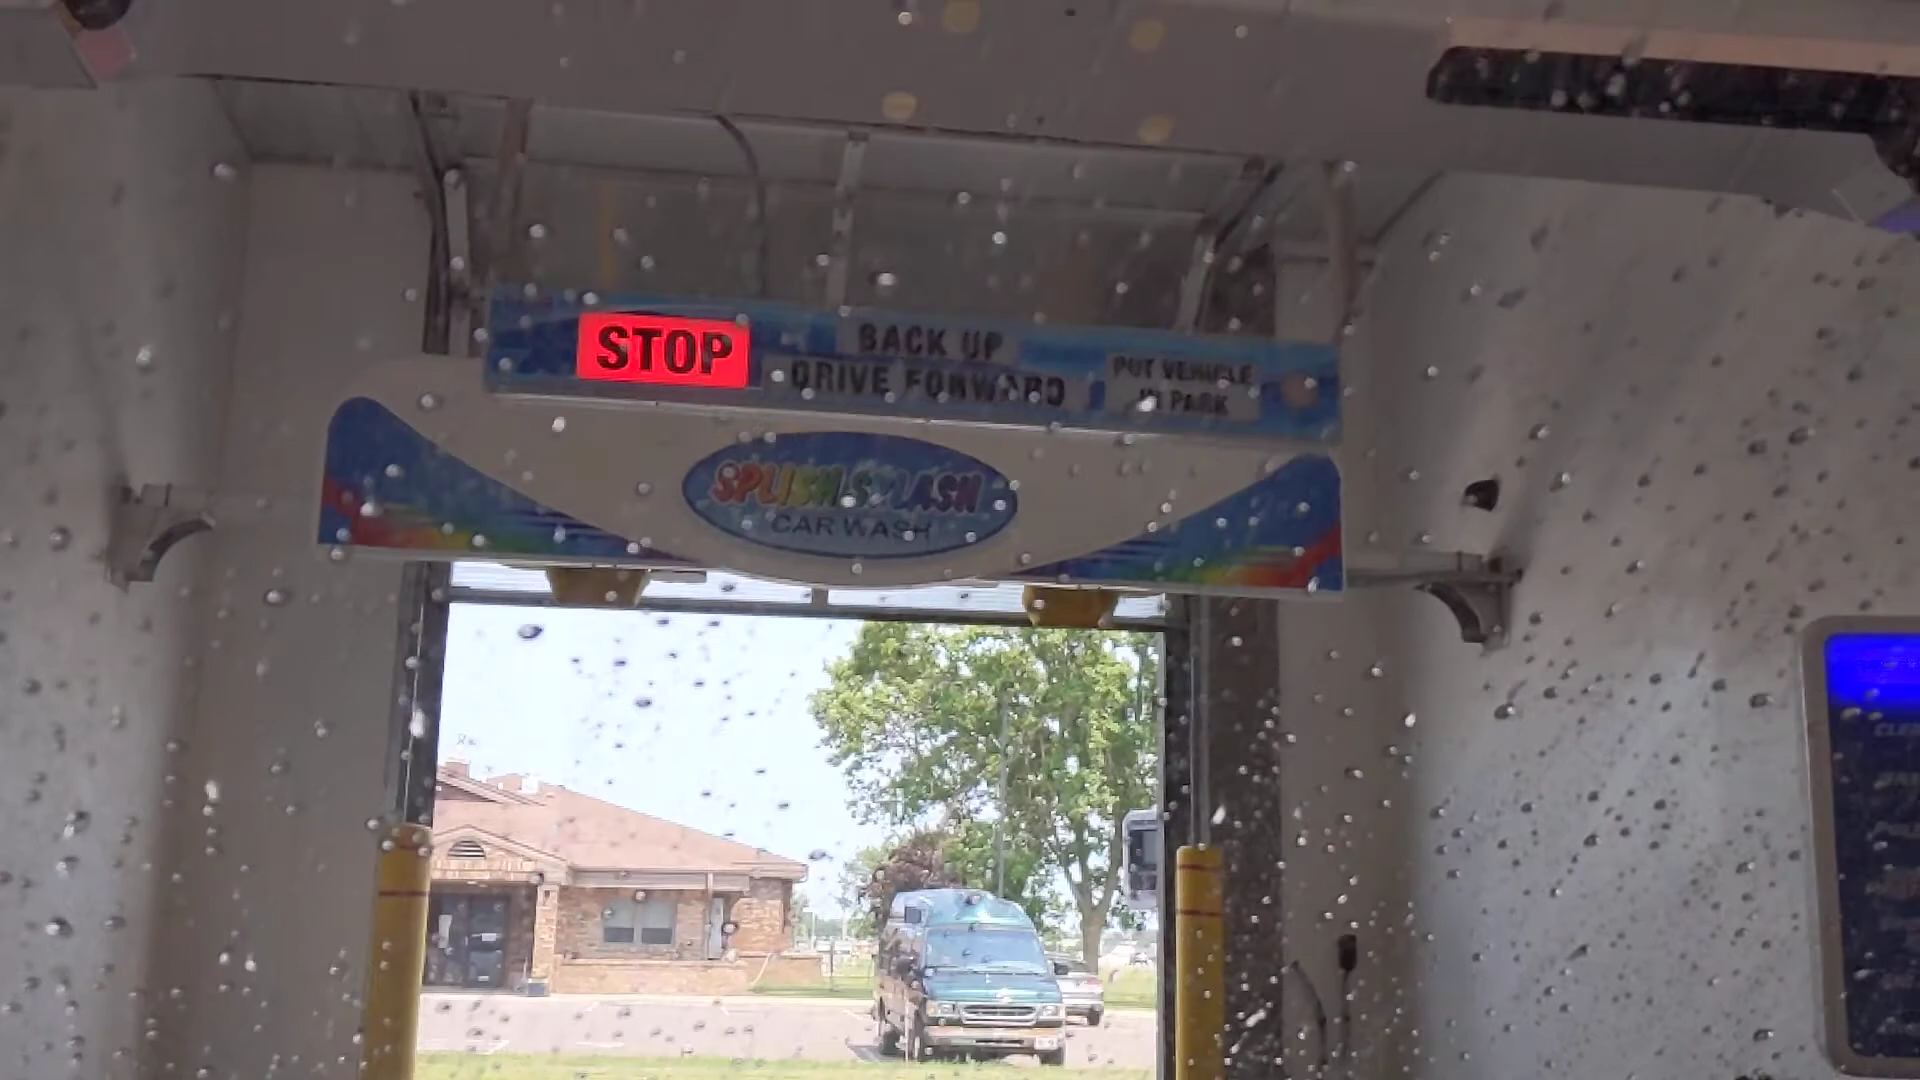 STOP
BACK UP
DRIVE FORWARD
PUT VEHICLE
IN PARK
SPLISH SPLASH
CAR WASH